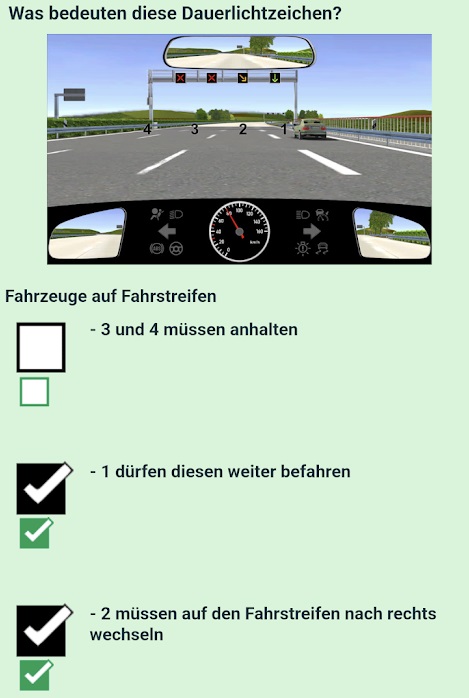 Was bedeuten diese Dauerlichtzeichen?
4 3 2 1
Fahrzeuge auf Fahrstreifen
- 3 und 4 müssen anhalten
- 1 dürfen diesen weiter befahren
- 2 müssen auf den Fahrstreifen nach rechts
wechseln